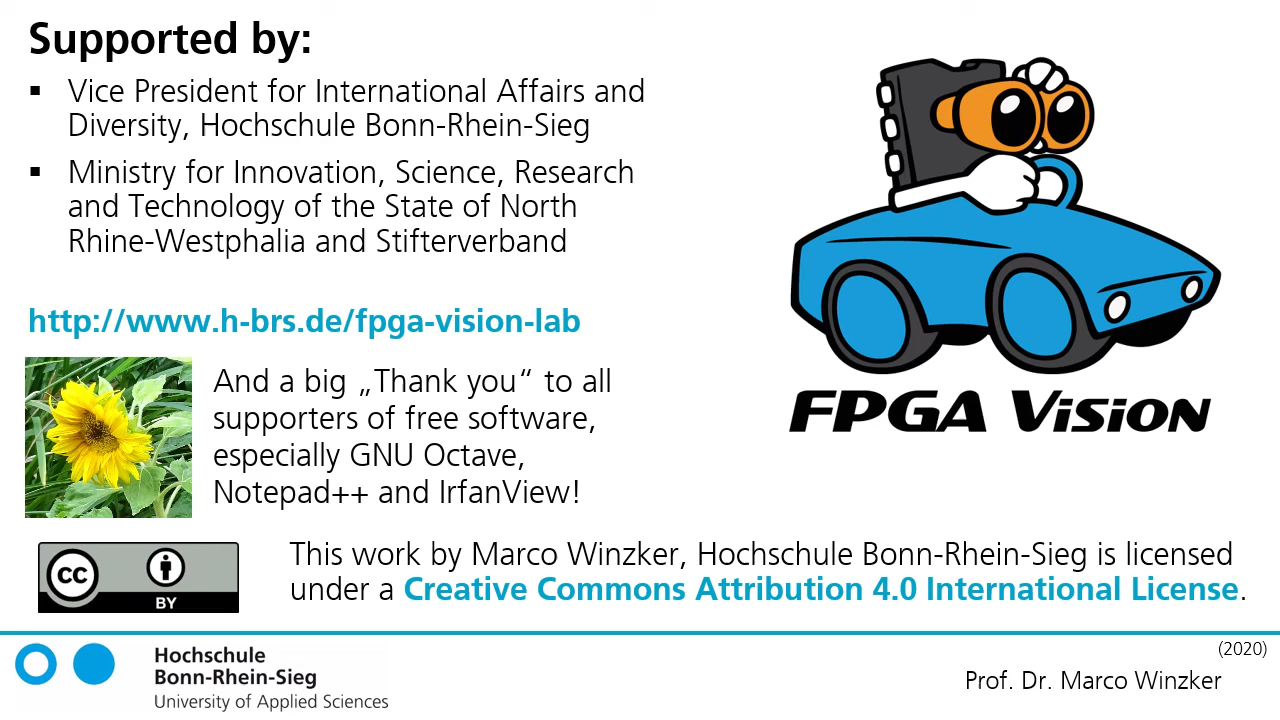 Supported by:
▪ Vice President for International Affairs and
Diversity, Hochschule Bonn-Rhein-Sieg
▪ Ministry for Innovation, Science, Research
and Technology of the State of North
Rhine-Westphalia and Stifterverband
http://www.h-brs.de/fpga-vision-lab
And a big „Thank you“ to all
supporters of free software,
especially GNU Octave,
Notepad++ and IrfanView!
FPGA Vision
CC
BY
This work by Marco Winzker, Hochschule Bonn-Rhein-Sieg is licensed
under a Creative Commons Attribution 4.0 International License.
Hochschule
Bonn-Rhein-Sieg
University of Applied Sciences
(2020)
Prof. Dr. Marco Winzker